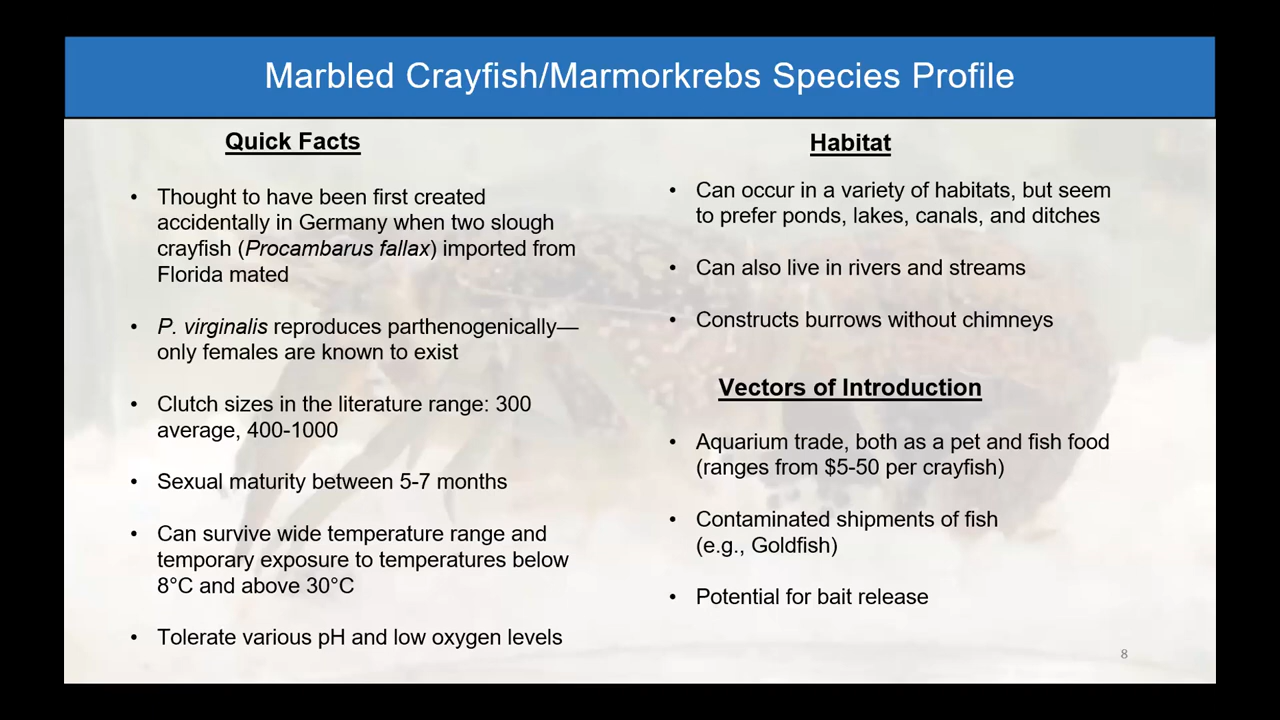 Marbled Crayfish/Marmorkrebs Species Profile
Quick Facts
• Thought to have been first created
accidentally in Germany when two slough
crayfish (Procambarus fallax) imported from
Florida mated
• P. virginalis reproduces parthenogenically—
only females are known to exist
• Clutch sizes in the literature range: 300
average, 400-1000
• Sexual maturity between 5-7 months
• Can survive wide temperature range and
temporary exposure to temperatures below
8°C and above 30°C
• Tolerate various pH and low oxygen levels
Habitat
• Can occur in a variety of habitats, but seem
to prefer ponds, lakes, canals, and ditches
• Can also live in rivers and streams
• Constructs burrows without chimneys
Vectors of Introduction
• Aquarium trade, both as a pet and fish food
(ranges from $5-50 per crayfish)
• Contaminated shipments of fish
(e.g., Goldfish)
• Potential for bait release
8